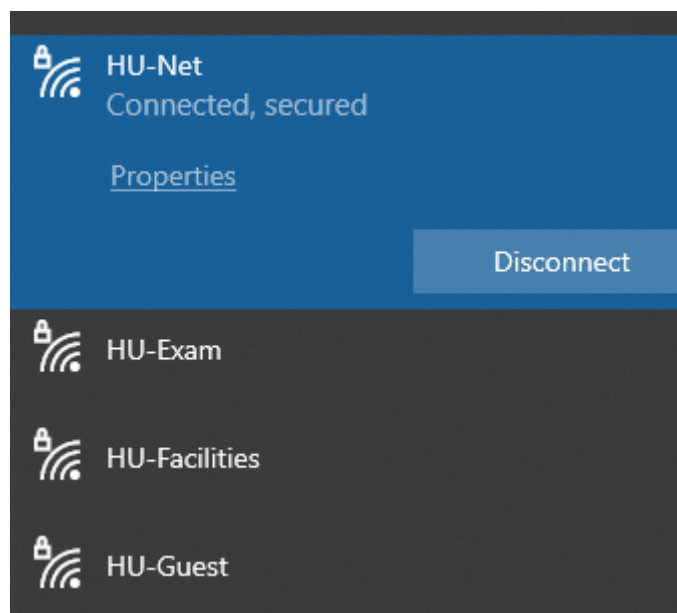 HU-Net
Connected, secured
Properties
Disconnect
HU-Exam
HU-Facilities
HU-Guest